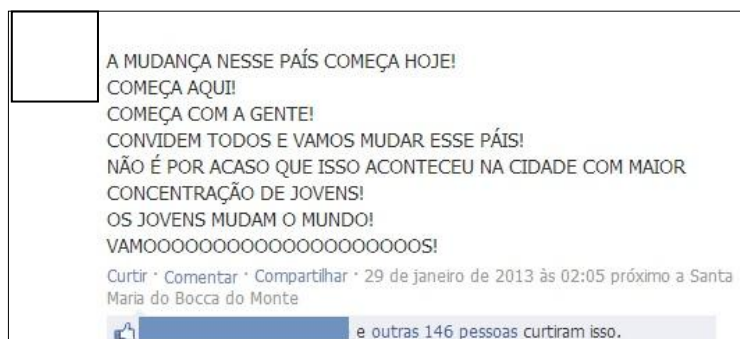 A MUDANÇA NESSE PAÍS COMEÇA HOJE!
COMEÇA AQUI!
COMEÇA COM A GENTE!
CONVIDEM TODOS E VAMOS MUDAR ESSE PÁIS!
NÃO É POR ACASO QUE ISSO ACONTECEU NA CIDADE COM MAIOR
CONCENTRAÇÃO DE JOVENS!
OS JOVENS MUDAM O MUNDO!
VAMOOOOOOOOOOOOOOOOOOOOOS!
Curtir · Comentar · Compartilhar · 29 de janeiro de 2013 às 02:05 próximo a Santa
Maria do Bocca do Monte
e outras 146 pessoas curtiram isso.